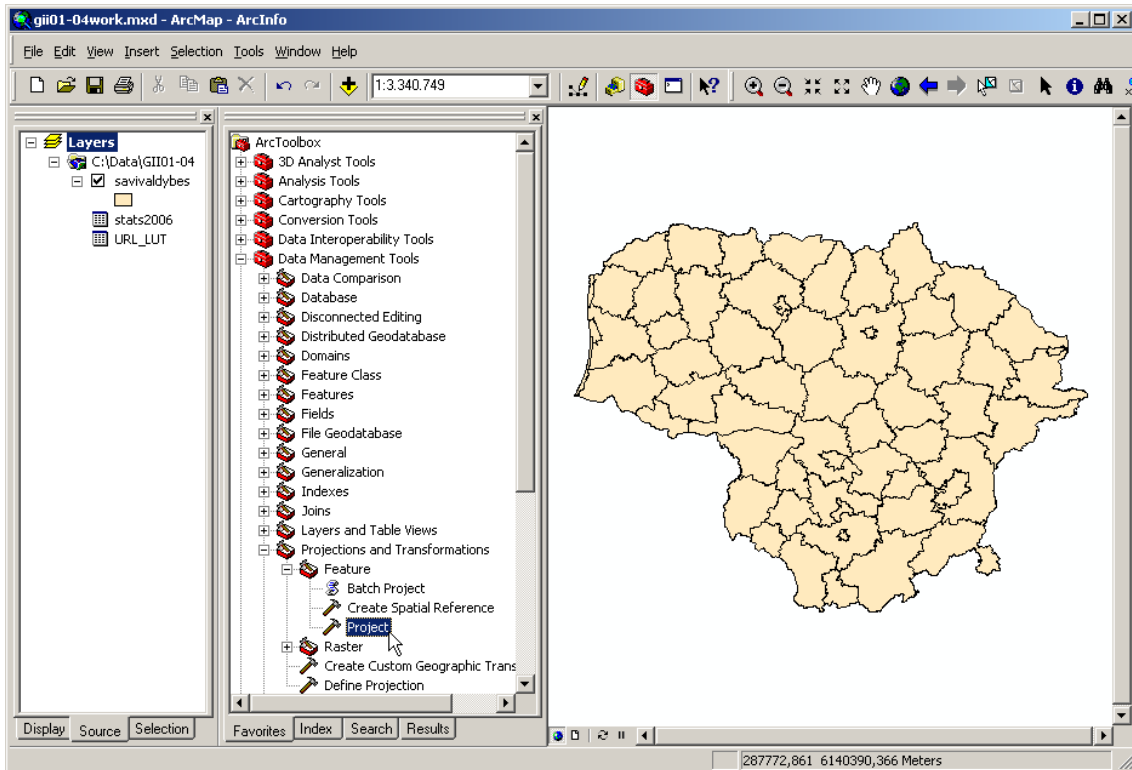 gii01-04work.mxd - ArcMap - ArcInfo
File Edit View Insert Selection Tools Window Help
1:3.340.749
Layers
C:\Data\GII01-04
savivaldybes
stats2006
URL_LUT
Display Source Selection
ArcToolbox
3D Analyst Tools
Analysis Tools
Cartography Tools
Conversion Tools
Data Interoperability Tools
Data Management Tools
Data Comparison
Database
Disconnected Editing
Distributed Geodatabase
Domains
Feature Class
Features
Fields
File Geodatabase
General
Generalization
Indexes
Joins
Layers and Table Views
Projections and Transformations
Feature
Batch Project
Create Spatial Reference
Project
Raster
Create Custom Geographic Trans
Define Projection
Favorites Index Search Results
287772,861 6140390,366 Meters